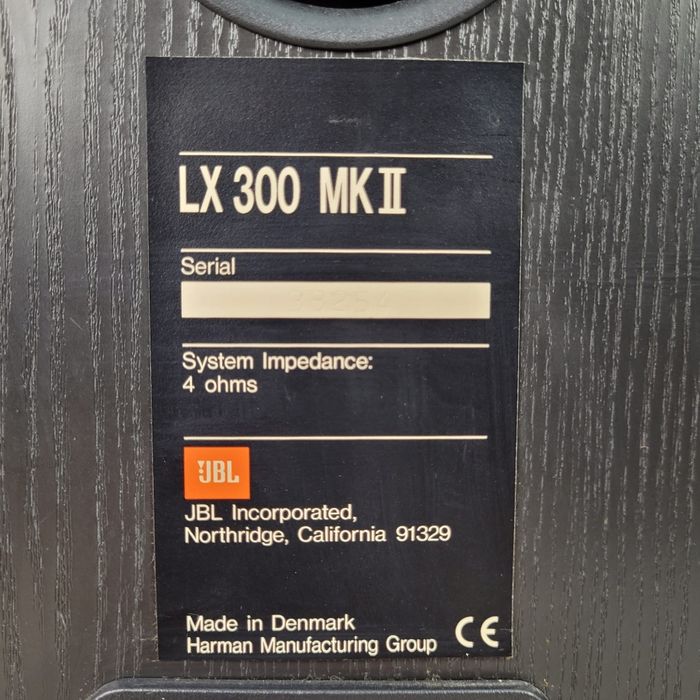 LX 300 MK II
Serial
33254
System Impedance:
4 ohms
JBL
JBL Incorporated,
Northridge, California 91329
Made in Denmark
Harman Manufacturing Group
CE